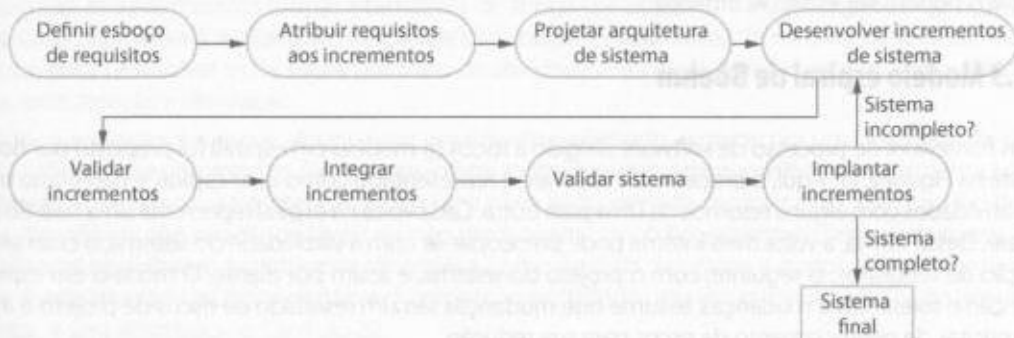 Definir esboço
de requisitos
Atribuir requisitos
aos incrementos
Projetar arquitetura
de sistema
Desenvolver incrementos
de sistema
Sistema
incompleto?
Validar
incrementos
Integrar
incrementos
Validar sistema
Implantar
incrementos
Sistema
completo?
Sistema
final